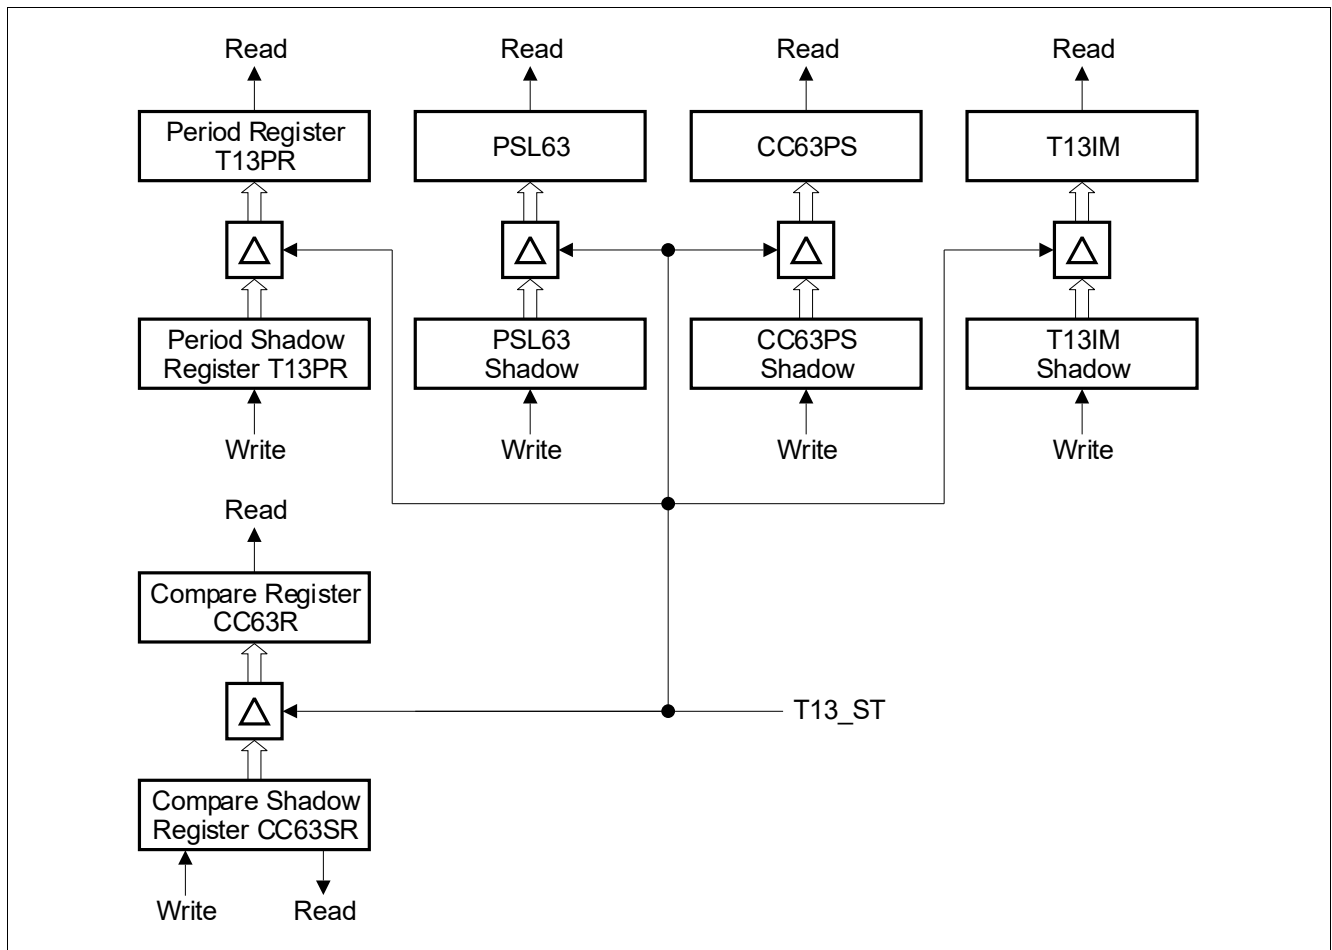 Read
Read
Read
Read
Period Register
T13PR
PSL63
CC63PS
T13IM
Period Shadow
Register T13PR
PSL63
Shadow
CC63PS
Shadow
T13IM
Shadow
Write
Write
Write
Write
Read
Compare Register
CC63R
T13_ST
Compare Shadow
Register CC63SR
Write
Read